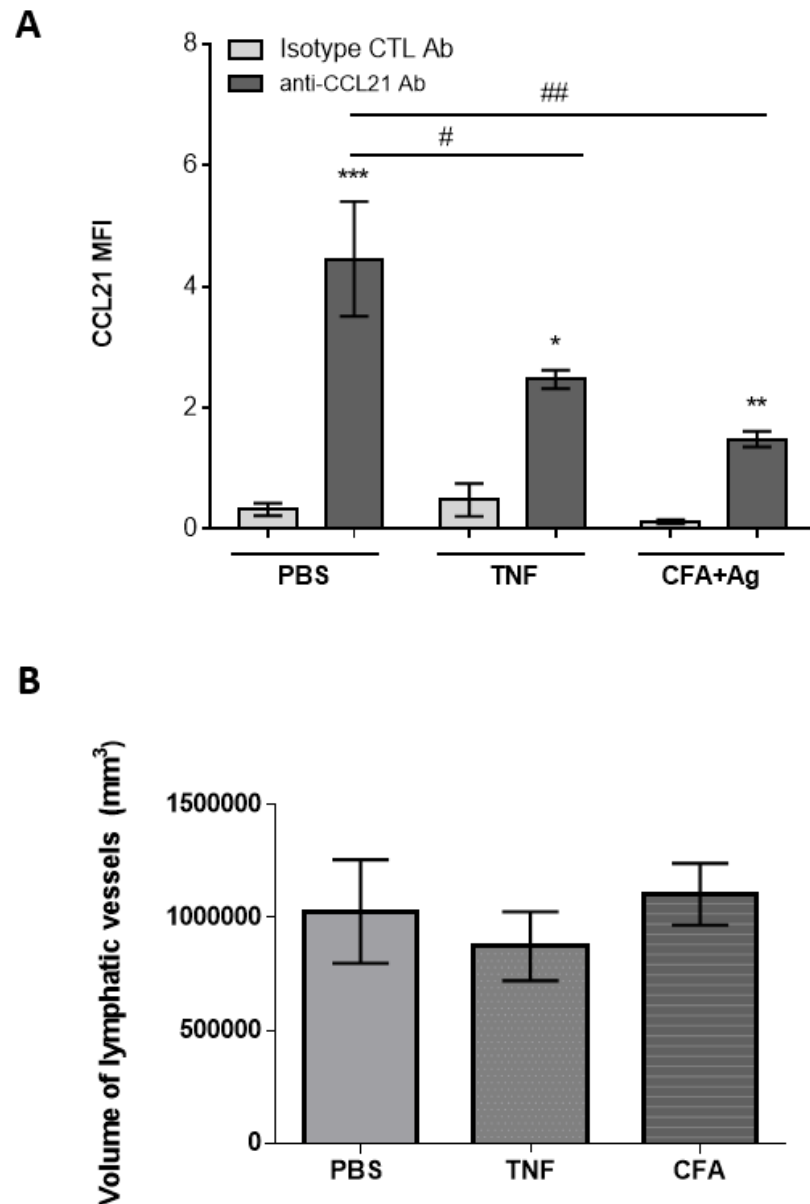 A
8
Isotype CTL Ab
anti-CCL21 Ab
##
#
6
***
CCL21 MFI
4
*
2
**
0
PBS
TNF
CFA+Ag
B
Volume of lymphatic vessels (mm³)
1500000
1000000
500000
0
PBS
TNF
CFA